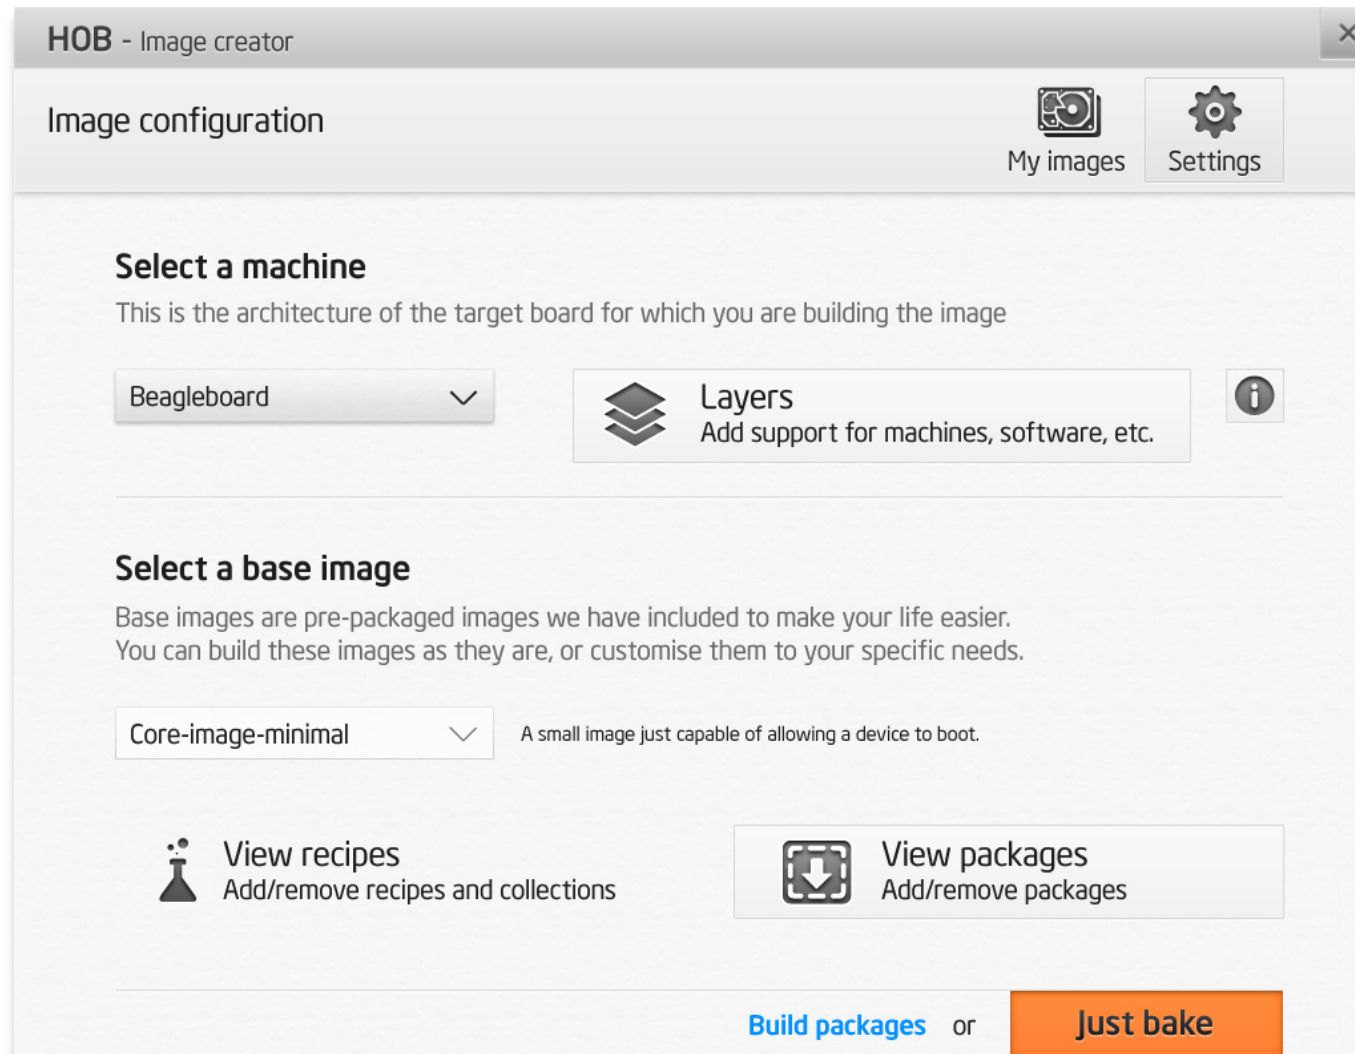 HOB - Image creator
Image configuration
My images
Settings
Select a machine
This is the architecture of the target board for which you are building the image
Beagleboard
Layers
Add support for machines, software, etc.
Select a base image
Base images are pre-packaged images we have included to make your life easier.
You can build these images as they are, or customise them to your specific needs.
Core-image-minimal
A small image just capable of allowing a device to boot.
View recipes
Add/remove recipes and collections
View packages
Add/remove packages
Build packages or Just bake